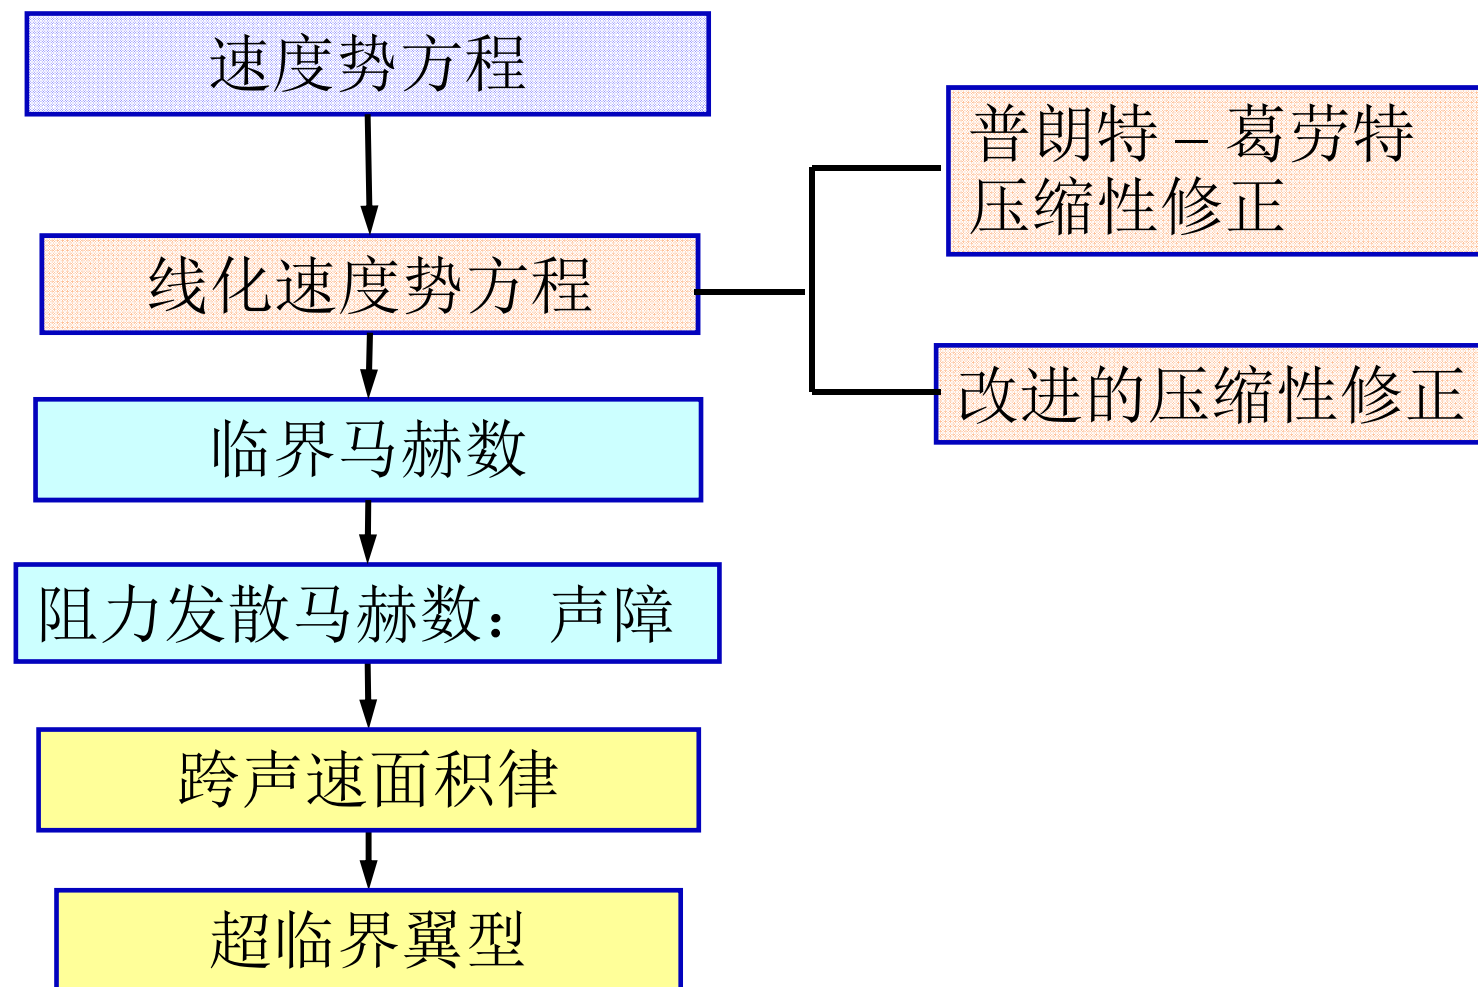 速度势方程
线化速度势方程
普朗特 – 葛劳特
压缩性修正
改进的压缩性修正
临界马赫数
阻力发散马赫数：声障
跨声速面积律
超临界翼型